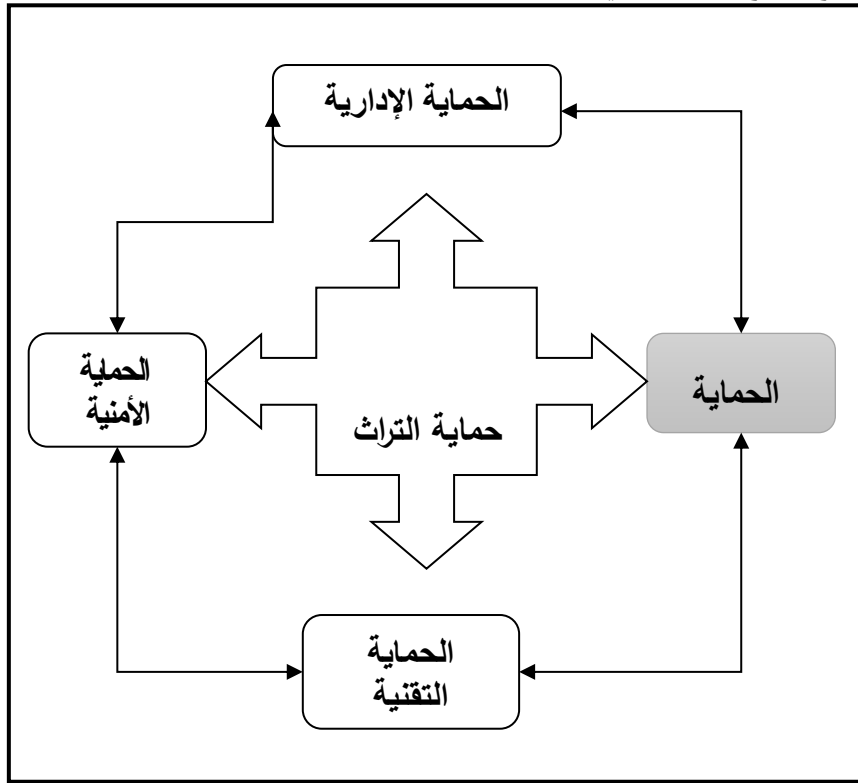 الحماية الإدارية
الحماية
الأمنية
حماية التراث
الحماية
الحماية
التقنية